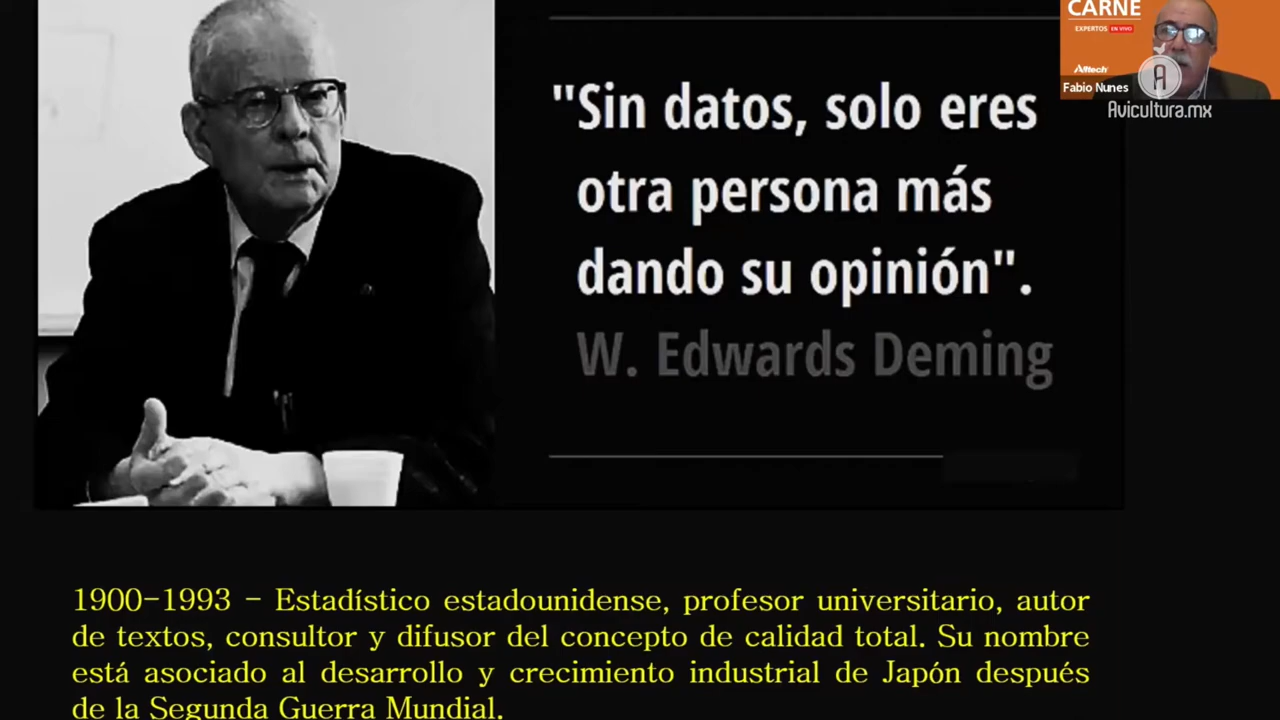 CARNE
EXPERTOS EN VIVO
Alltech
Fabio Nunes
Avicultura.mx
"Sin datos, solo eres
otra persona más
dando su opinión".
W. Edwards Deming
1900-1993 - Estadístico estadounidense, profesor universitario, autor
de textos, consultor y difusor del concepto de calidad total. Su nombre
está asociado al desarrollo y crecimiento industrial de Japón después
de la Segunda Guerra Mundial.